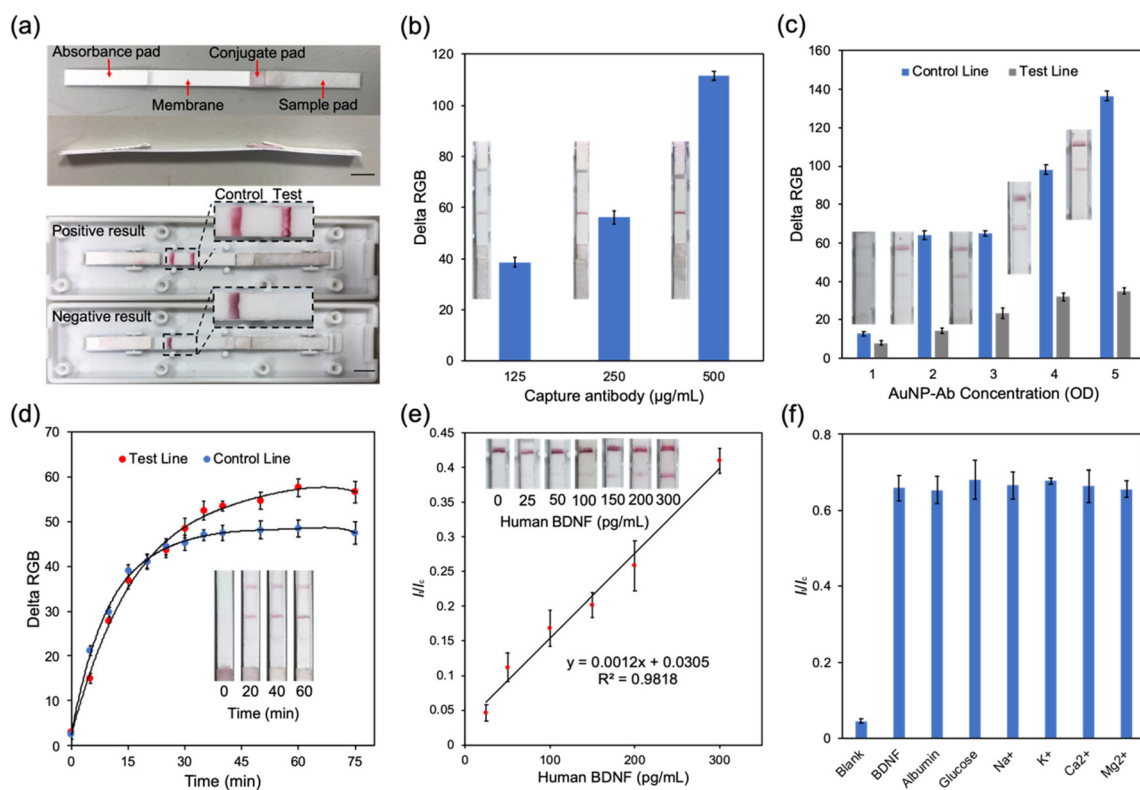 (a)
Absorbance pad
Conjugate pad
Membrane
Sample pad
Control Test
Positive result
Negative result
(b)
Delta RGB
140
120
100
80
60
40
20
0
125 250 500
Capture antibody (µg/mL)
(c)
Delta RGB
160
140
120
100
80
60
40
20
0
Control Line Test Line
1 2 3 4 5
AuNP-Ab Concentration (OD)
(d)
Delta RGB
70
60
50
40
30
20
10
0
Test Line Control Line
0 20 40 60
Time (min)
0 15 30 45 60 75
Time (min)
(e)
Iₜ/I꜀
0.45
0.4
0.35
0.3
0.25
0.2
0.15
0.1
0.05
0
0 25 50 100 150 200 300
Human BDNF (pg/mL)
y = 0.0012x + 0.0305
R² = 0.9818
0 100 200 300
Human BDNF (pg/mL)
(f)
Iₜ/I꜀
0.8
0.6
0.4
0.2
0
Blank
BDNF
Albumin
Glucose
Na+
K+
Ca2+
Mg2+